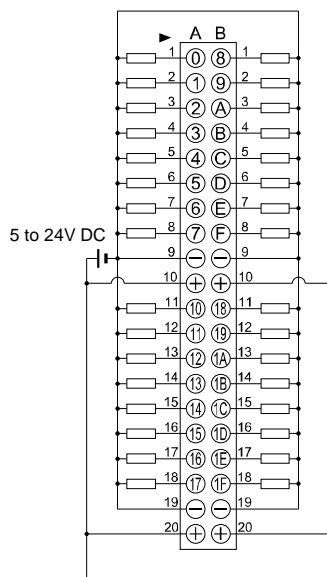 A B
1 0 8 1
2 1 9 2
3 2 A 3
4 3 B 4
5 4 C 5
6 5 D 6
7 6 E 7
8 7 F 8
5 to 24V DC
9 − − 9
10 + + 10
11 10 18 11
12 11 19 12
13 12 1A 13
14 13 1B 14
15 14 1C 15
16 15 1D 16
17 16 1E 17
18 17 1F 18
19 − − 19
20 + + 20